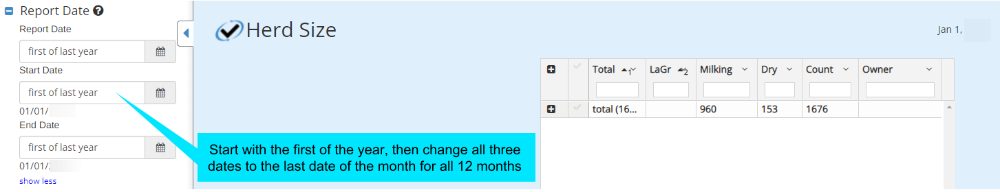 Report Date
Report Date
first of last year
Start Date
first of last year
01/01/
End Date
first of last year
01/01/
show less
Herd Size
Jan 1,
Total 1 LaGr 2 Milking Dry Count Owner
total (16... 960 153 1676
Start with the first of the year, then change all three
dates to the last date of the month for all 12 months